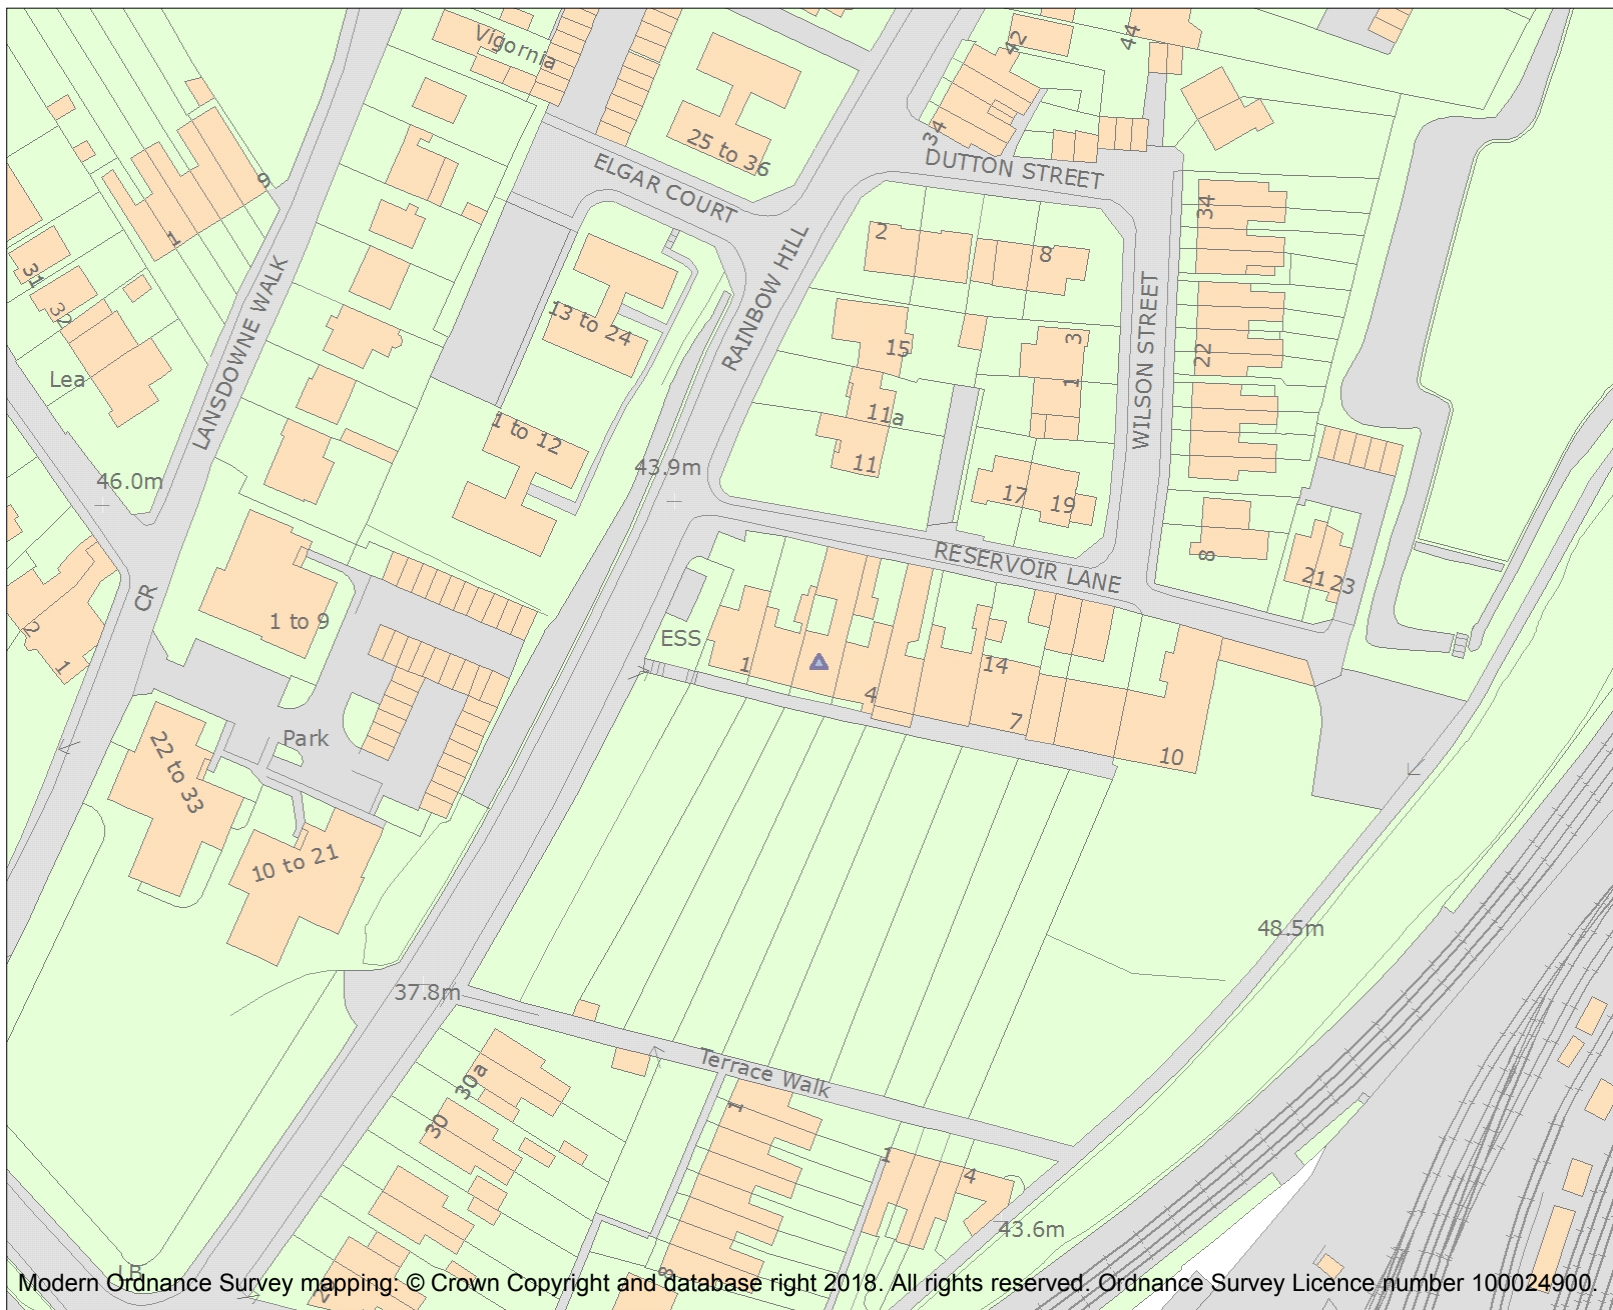 Vigornia
42
44
34
25 to 36
ELGAR COURT
DUTTON STREET
9
1
31
32
Lea
LANSDOWNE WALK
13 to 24
RAINBOW HILL
2
8
34
15
3
1
WILSON STREET
22
11a
11
1 to 12
43.9m
46.0m
17
19
8
21
23
RESERVOIR LANE
CR
2
1
1 to 9
ESS
1
4
14
7
10
Park
22 to 33
10 to 21
48.5m
37.8m
Terrace Walk
30a
30
1
1
4
43.6m
LB
8
2
Modern Ordnance Survey mapping: © Crown Copyright and database right 2018. All rights reserved. Ordnance Survey Licence number 100024900.